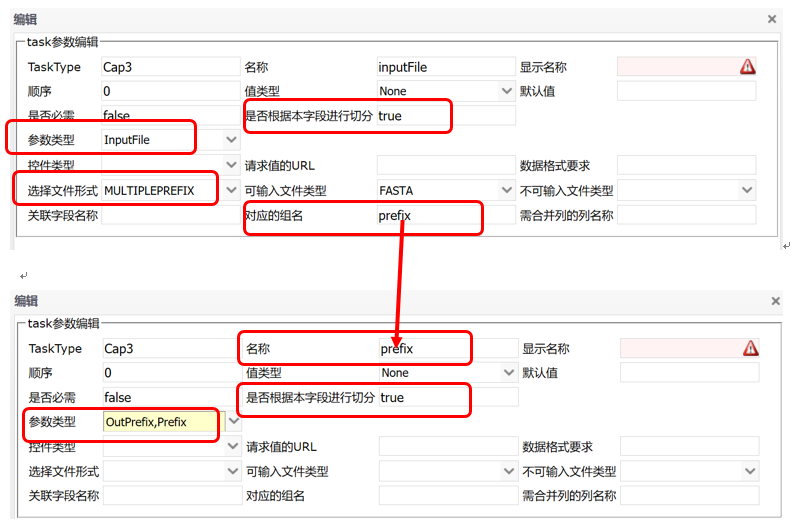 编辑
task参数编辑
TaskType Cap3 名称 inputFile 显示名称
顺序 0 值类型 None 默认值
是否必需 false 是否根据本字段进行切分 true
参数类型 InputFile
控件类型 请求值的URL 数据格式要求
选择文件形式 MULTIPLEPREFIX 可输入文件类型 FASTA 不可输入文件类型
关联字段名称 对应的组名 prefix 需合并列的列名称
编辑
task参数编辑
TaskType Cap3 名称 prefix 显示名称
顺序 0 值类型 None 默认值
是否必需 false 是否根据本字段进行切分 true
参数类型 OutPrefix,Prefix
控件类型 请求值的URL 数据格式要求
选择文件形式 可输入文件类型 不可输入文件类型
关联字段名称 对应的组名 需合并列的列名称